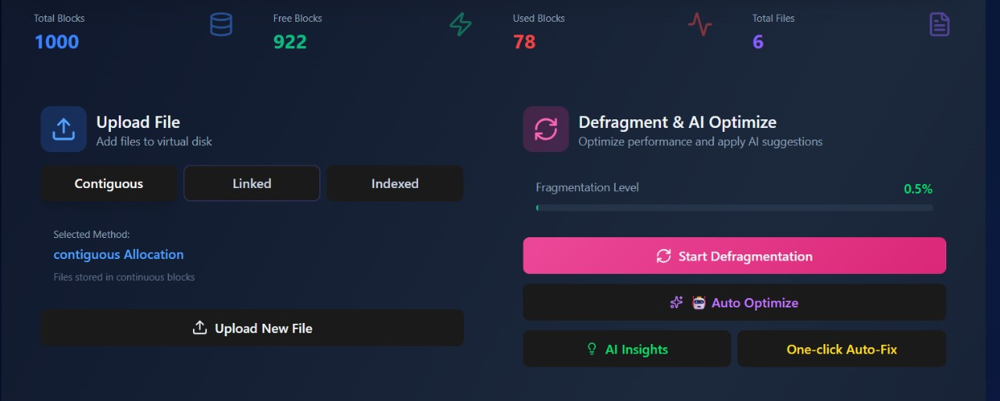 Total Blocks
1000
Free Blocks
922
Used Blocks
78
Total Files
6
Upload File
Add files to virtual disk
Contiguous
Linked
Indexed
Selected Method:
contiguous Allocation
Files stored in continuous blocks
Upload New File
Defragment & AI Optimize
Optimize performance and apply AI suggestions
Fragmentation Level
0.5%
Start Defragmentation
🤖 Auto Optimize
AI Insights
One-click Auto-Fix